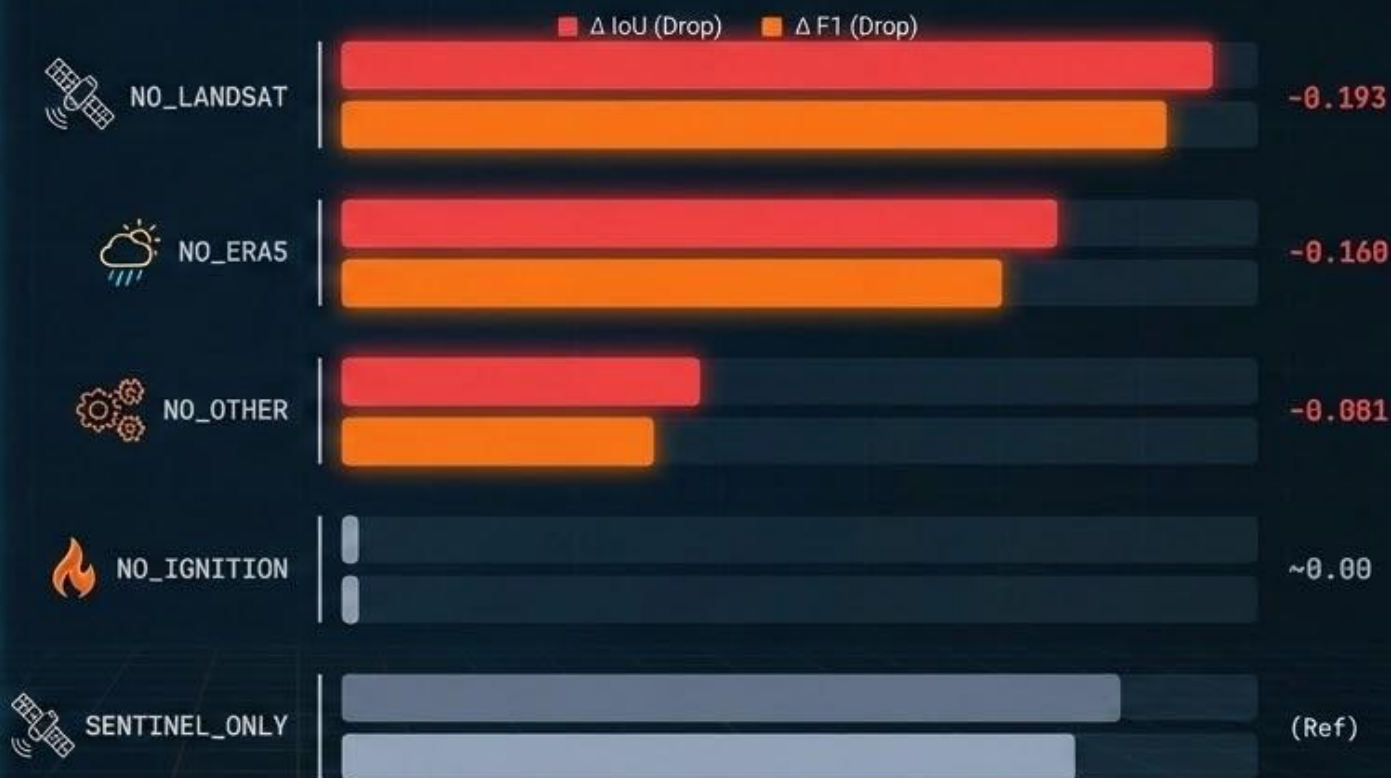 Δ IoU (Drop) Δ F1 (Drop)
NO_LANDSAT -0.193
NO_ERA5 -0.160
NO_OTHER -0.081
NO_IGNITION ~0.00
SENTINEL_ONLY (Ref)